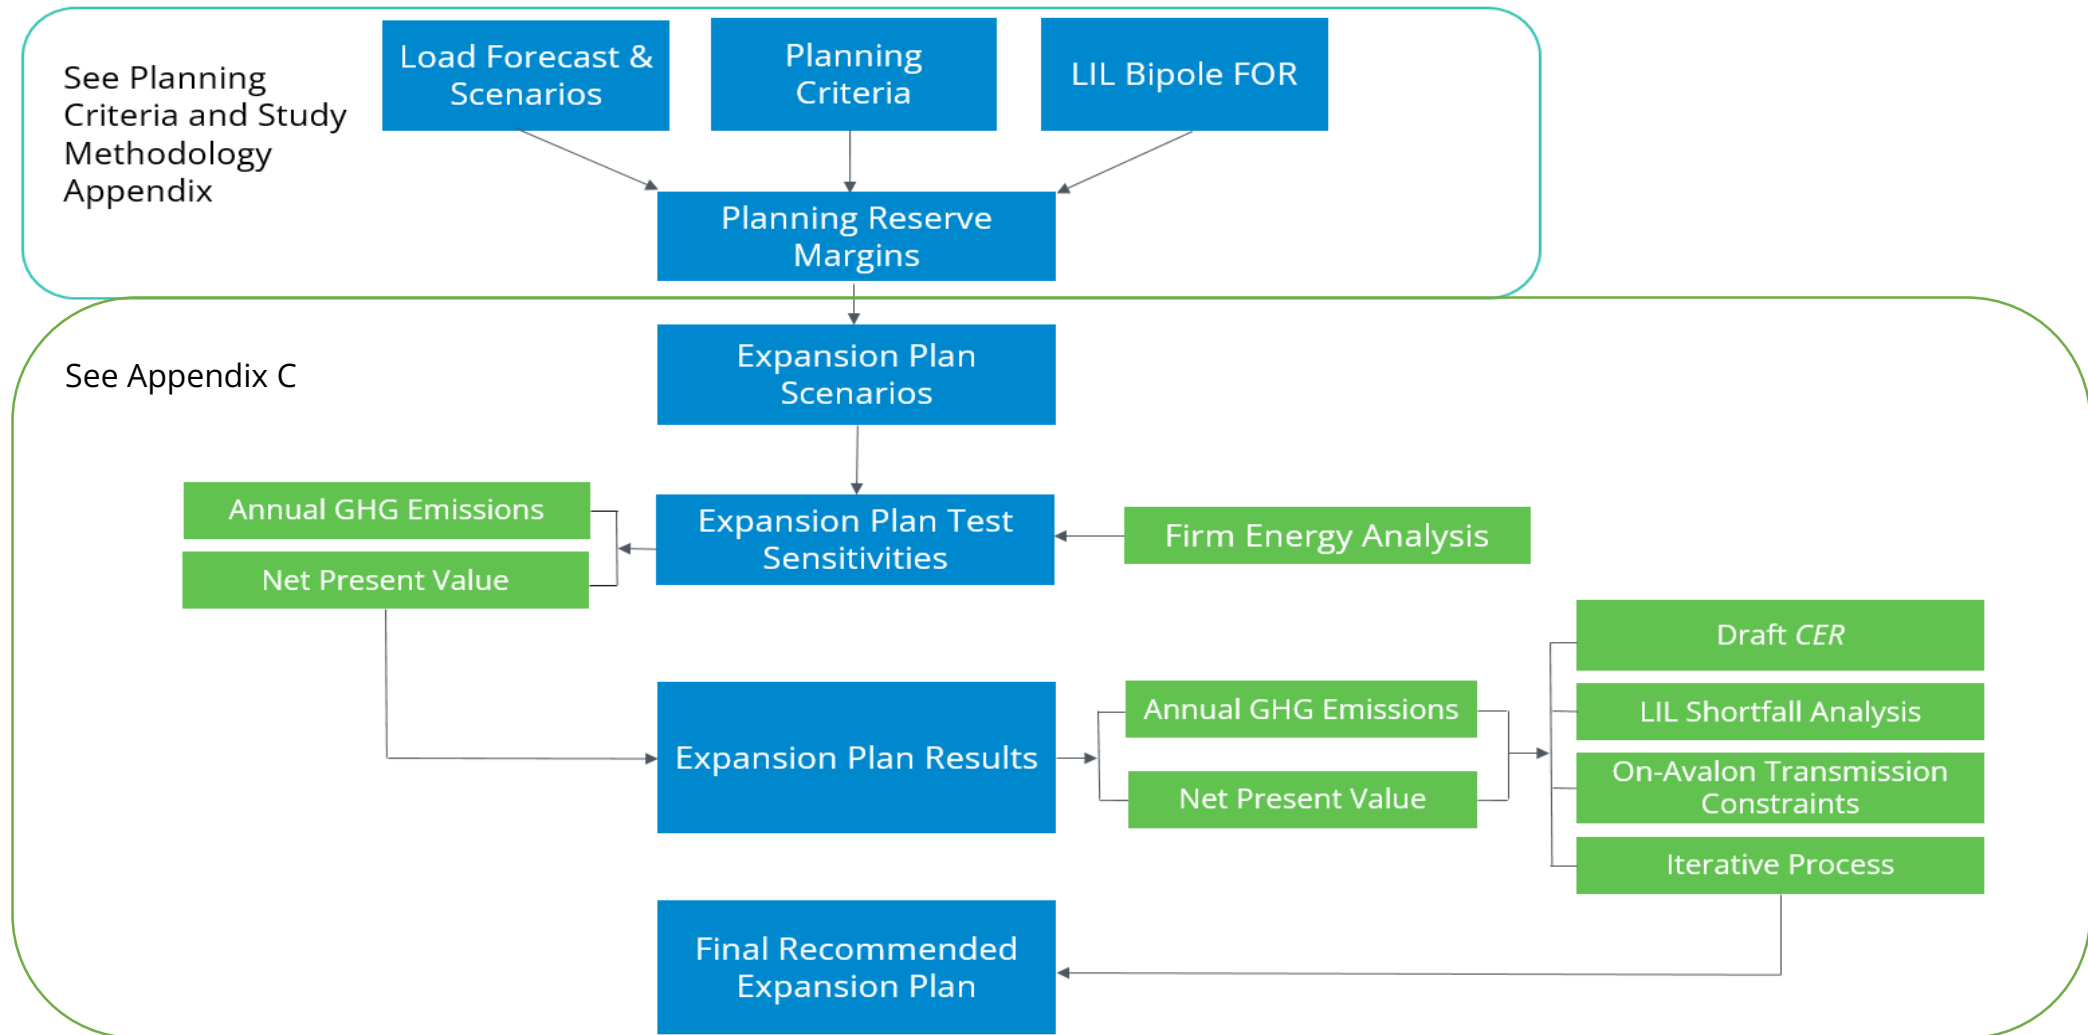 See Planning
Criteria and Study
Methodology
Appendix
Load Forecast &
Scenarios
Planning
Criteria
LIL Bipole FOR
Planning Reserve
Margins
See Appendix C
Expansion Plan
Scenarios
Annual GHG Emissions
Net Present Value
Expansion Plan Test
Sensitivities
Firm Energy Analysis
Expansion Plan Results
Annual GHG Emissions
Net Present Value
Draft CER
LIL Shortfall Analysis
On-Avalon Transmission
Constraints
Iterative Process
Final Recommended
Expansion Plan